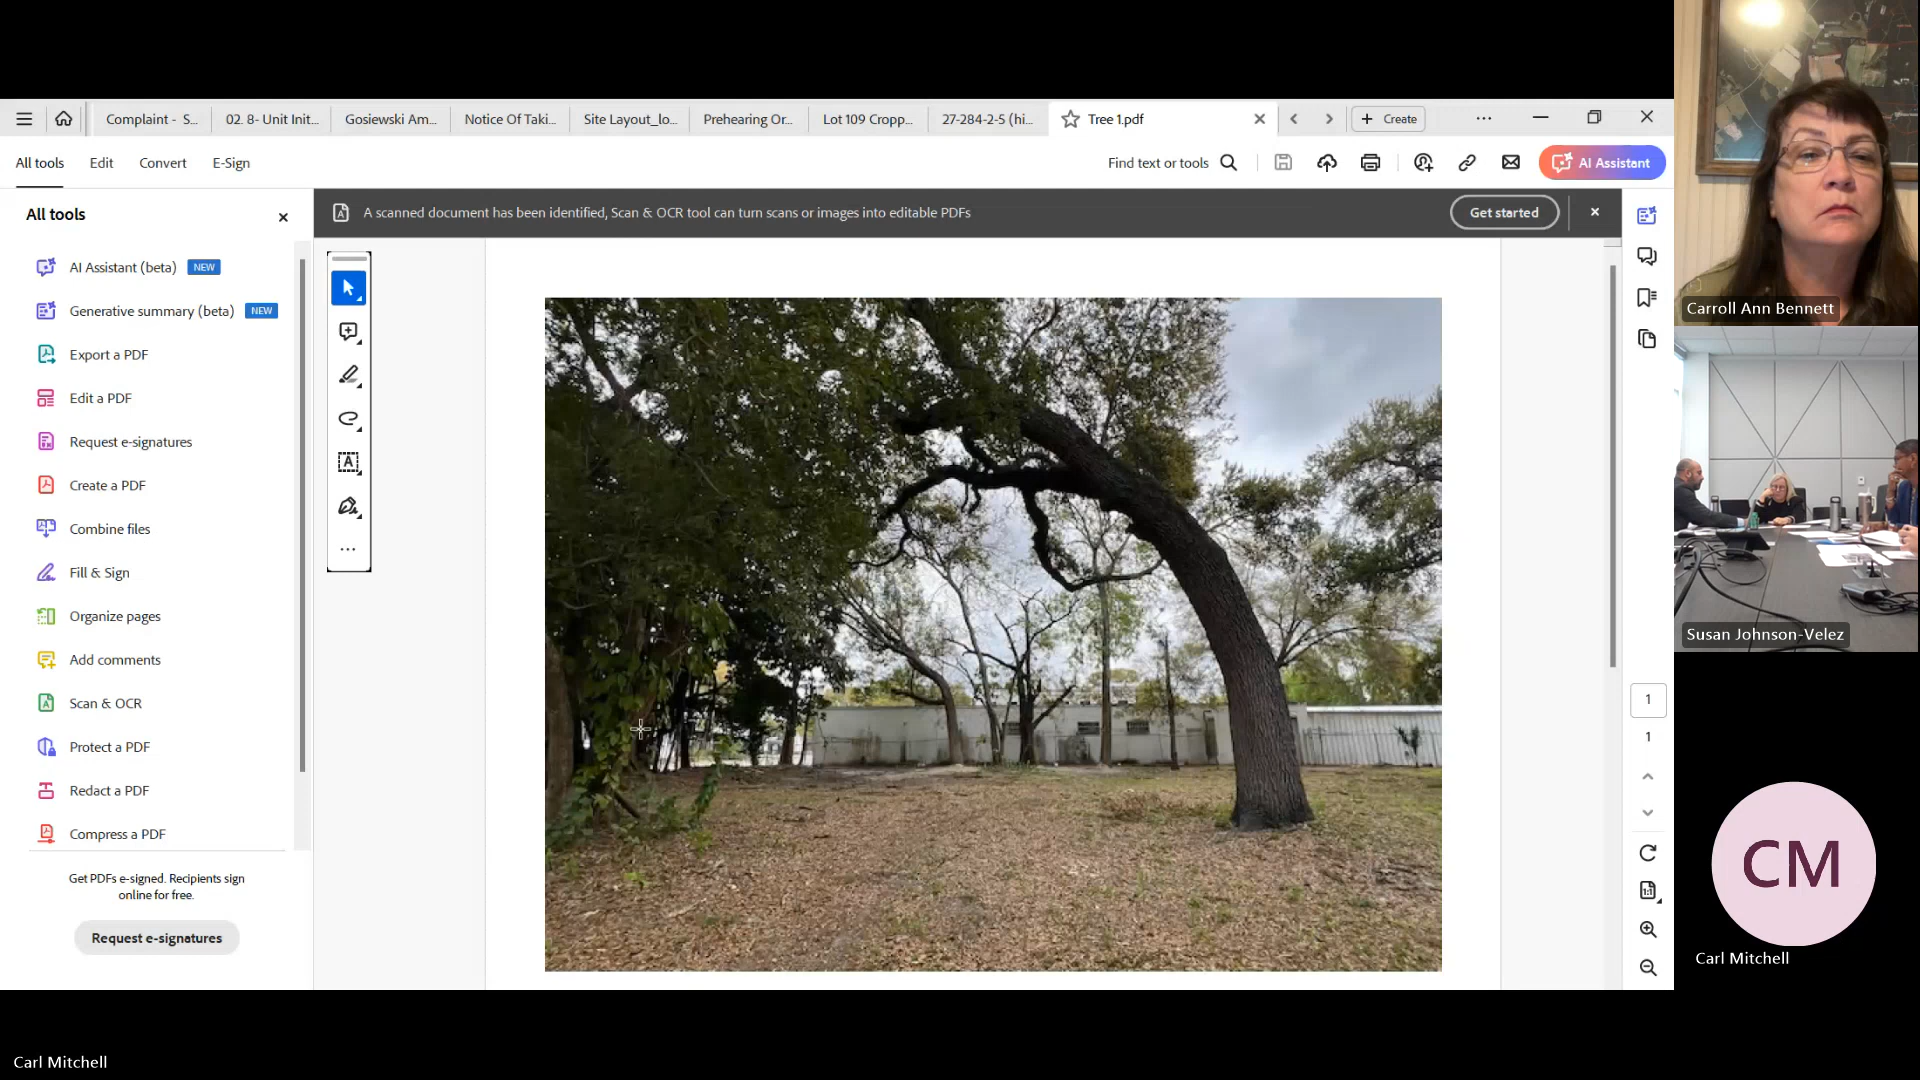 Complaint - S...
02. 8- Unit Init...
Gosiewski Am...
Notice Of Taki...
Site Layout_lo...
Prehearing Or...
Lot 109 Cropp...
27-284-2-5 (hi...
Tree 1.pdf
Create
All tools
Edit
Convert
E-Sign
Find text or tools
AI Assistant
All tools
A scanned document has been identified, Scan & OCR tool can turn scans or images into editable PDFs
Get started
AI Assistant (beta) NEW
Generative summary (beta) NEW
Export a PDF
Edit a PDF
Request e-signatures
Create a PDF
Combine files
Fill & Sign
Organize pages
Add comments
Scan & OCR
Protect a PDF
Redact a PDF
Compress a PDF
Get PDFs e-signed. Recipients sign
online for free.
Request e-signatures
1
1
Carroll Ann Bennett
Susan Johnson-Velez
CM
Carl Mitchell
Carl Mitchell